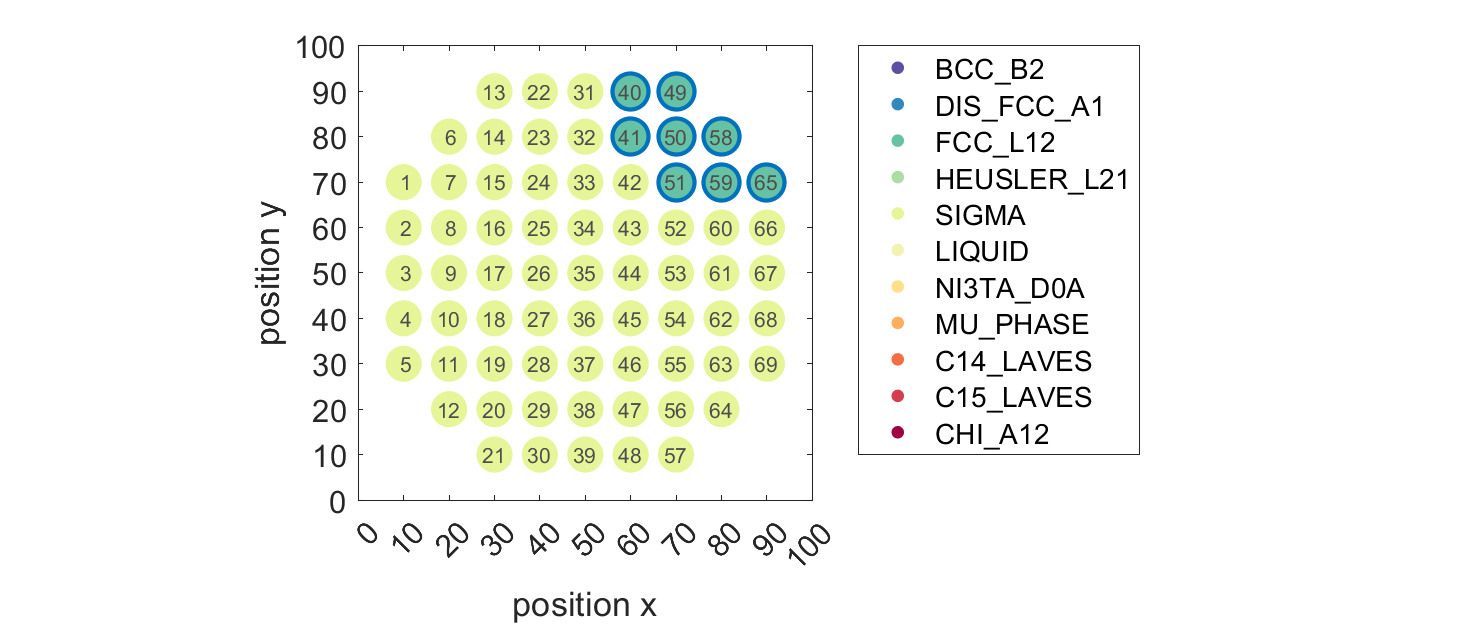 100
90
80
70
60
50
40
30
20
10
0
13 22 31 40 49
6 14 23 32 41 50 58
1 7 15 24 33 42 51 59 65
2 8 16 25 34 43 52 60 66
3 9 17 26 35 44 53 61 67
4 10 18 27 36 45 54 62 68
5 11 19 28 37 46 55 63 69
12 20 29 38 47 56 64
21 30 39 48 57
0 10 20 30 40 50 60 70 80 90 100
position x
position y
BCC_B2
DIS_FCC_A1
FCC_L12
HEUSLER_L21
SIGMA
LIQUID
NI3TA_D0A
MU_PHASE
C14_LAVES
C15_LAVES
CHI_A12